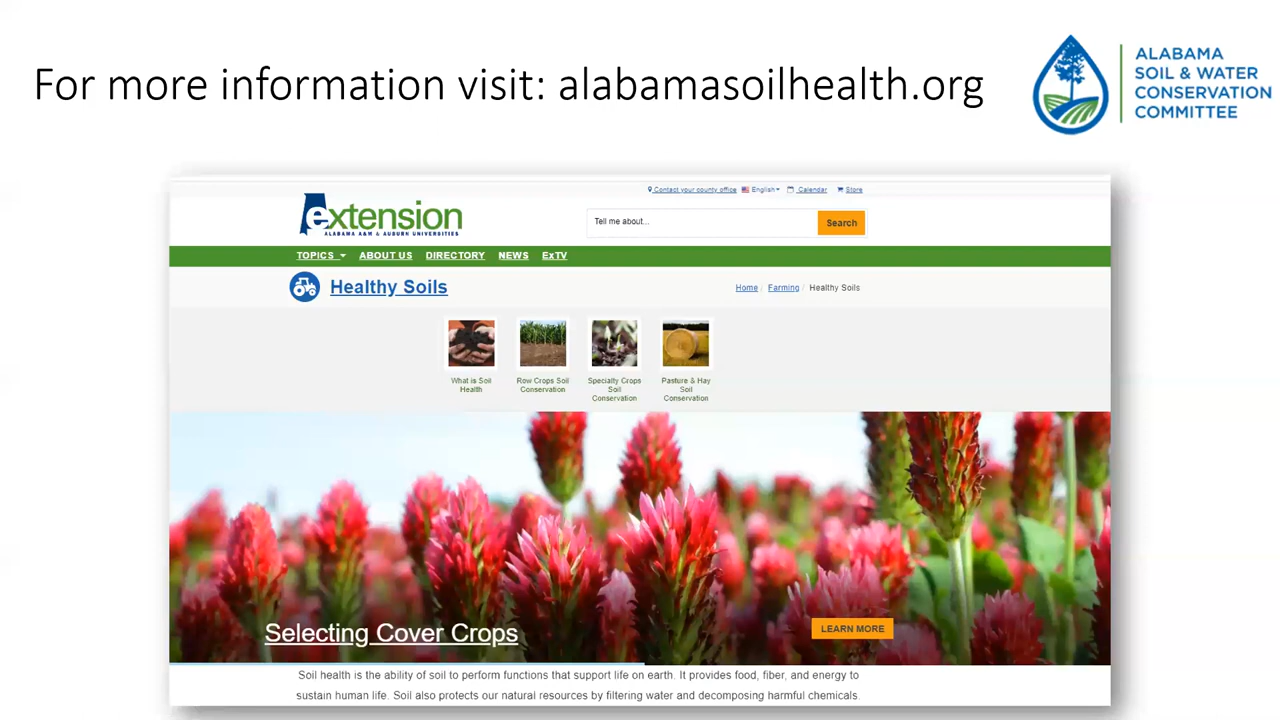 For more information visit: alabamasoilhealth.org
ALABAMA
SOIL & WATER
CONSERVATION
COMMITTEE
Contact your county office English Calendar Store
extension
ALABAMA A&M & AUBURN UNIVERSITIES
Tell me about...
Search
TOPICS ABOUT US DIRECTORY NEWS ExTV
Healthy Soils
Home / Farming / Healthy Soils
What is Soil
Health
Row Crops Soil
Conservation
Specialty Crops
Soil
Conservation
Pasture & Hay
Soil
Conservation
Selecting Cover Crops
LEARN MORE
Soil health is the ability of soil to perform functions that support life on earth. It provides food, fiber, and energy to
sustain human life. Soil also protects our natural resources by filtering water and decomposing harmful chemicals.